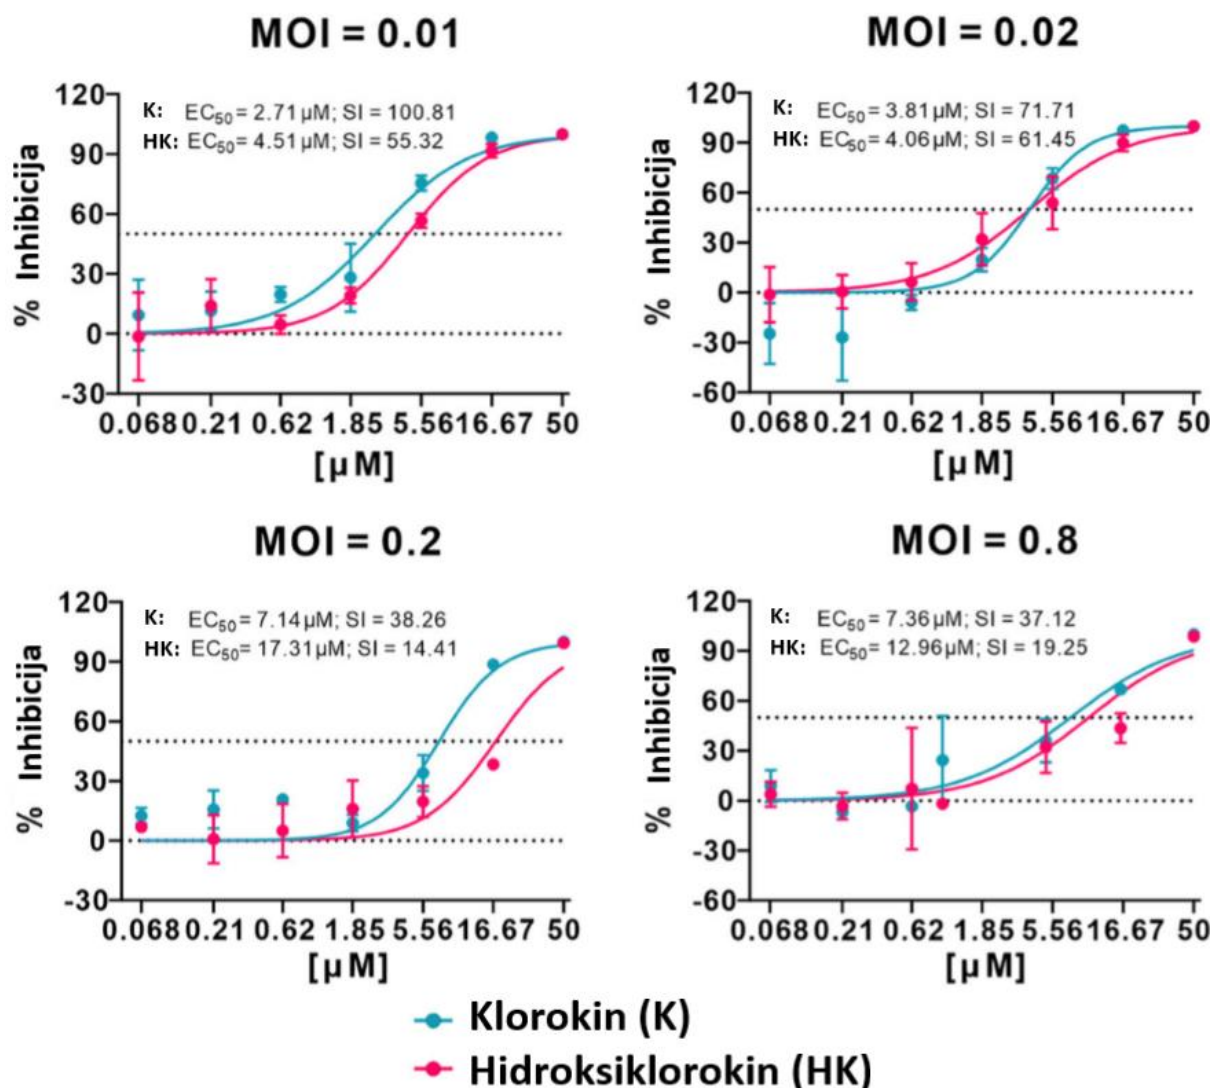 MOI = 0.01
K: EC50 = 2.71 µM; SI = 100.81
HK: EC50 = 4.51 µM; SI = 55.32
% Inhibicija
120
90
60
30
0
-30
0.068 0.21 0.62 1.85 5.56 16.67 50
[µM]
MOI = 0.02
K: EC50 = 3.81 µM; SI = 71.71
HK: EC50 = 4.06 µM; SI = 61.45
% Inhibicija
120
90
60
30
0
-30
-60
0.068 0.21 0.62 1.85 5.56 16.67 50
[µM]
MOI = 0.2
K: EC50 = 7.14 µM; SI = 38.26
HK: EC50 = 17.31 µM; SI = 14.41
% Inhibicija
120
90
60
30
0
-30
0.068 0.21 0.62 1.85 5.56 16.67 50
[µM]
MOI = 0.8
K: EC50 = 7.36 µM; SI = 37.12
HK: EC50 = 12.96 µM; SI = 19.25
% Inhibicija
120
90
60
30
0
-30
-60
0.068 0.21 0.62 1.85 5.56 16.67 50
[µM]
Klorokin (K)
Hidroksiklorokin (HK)